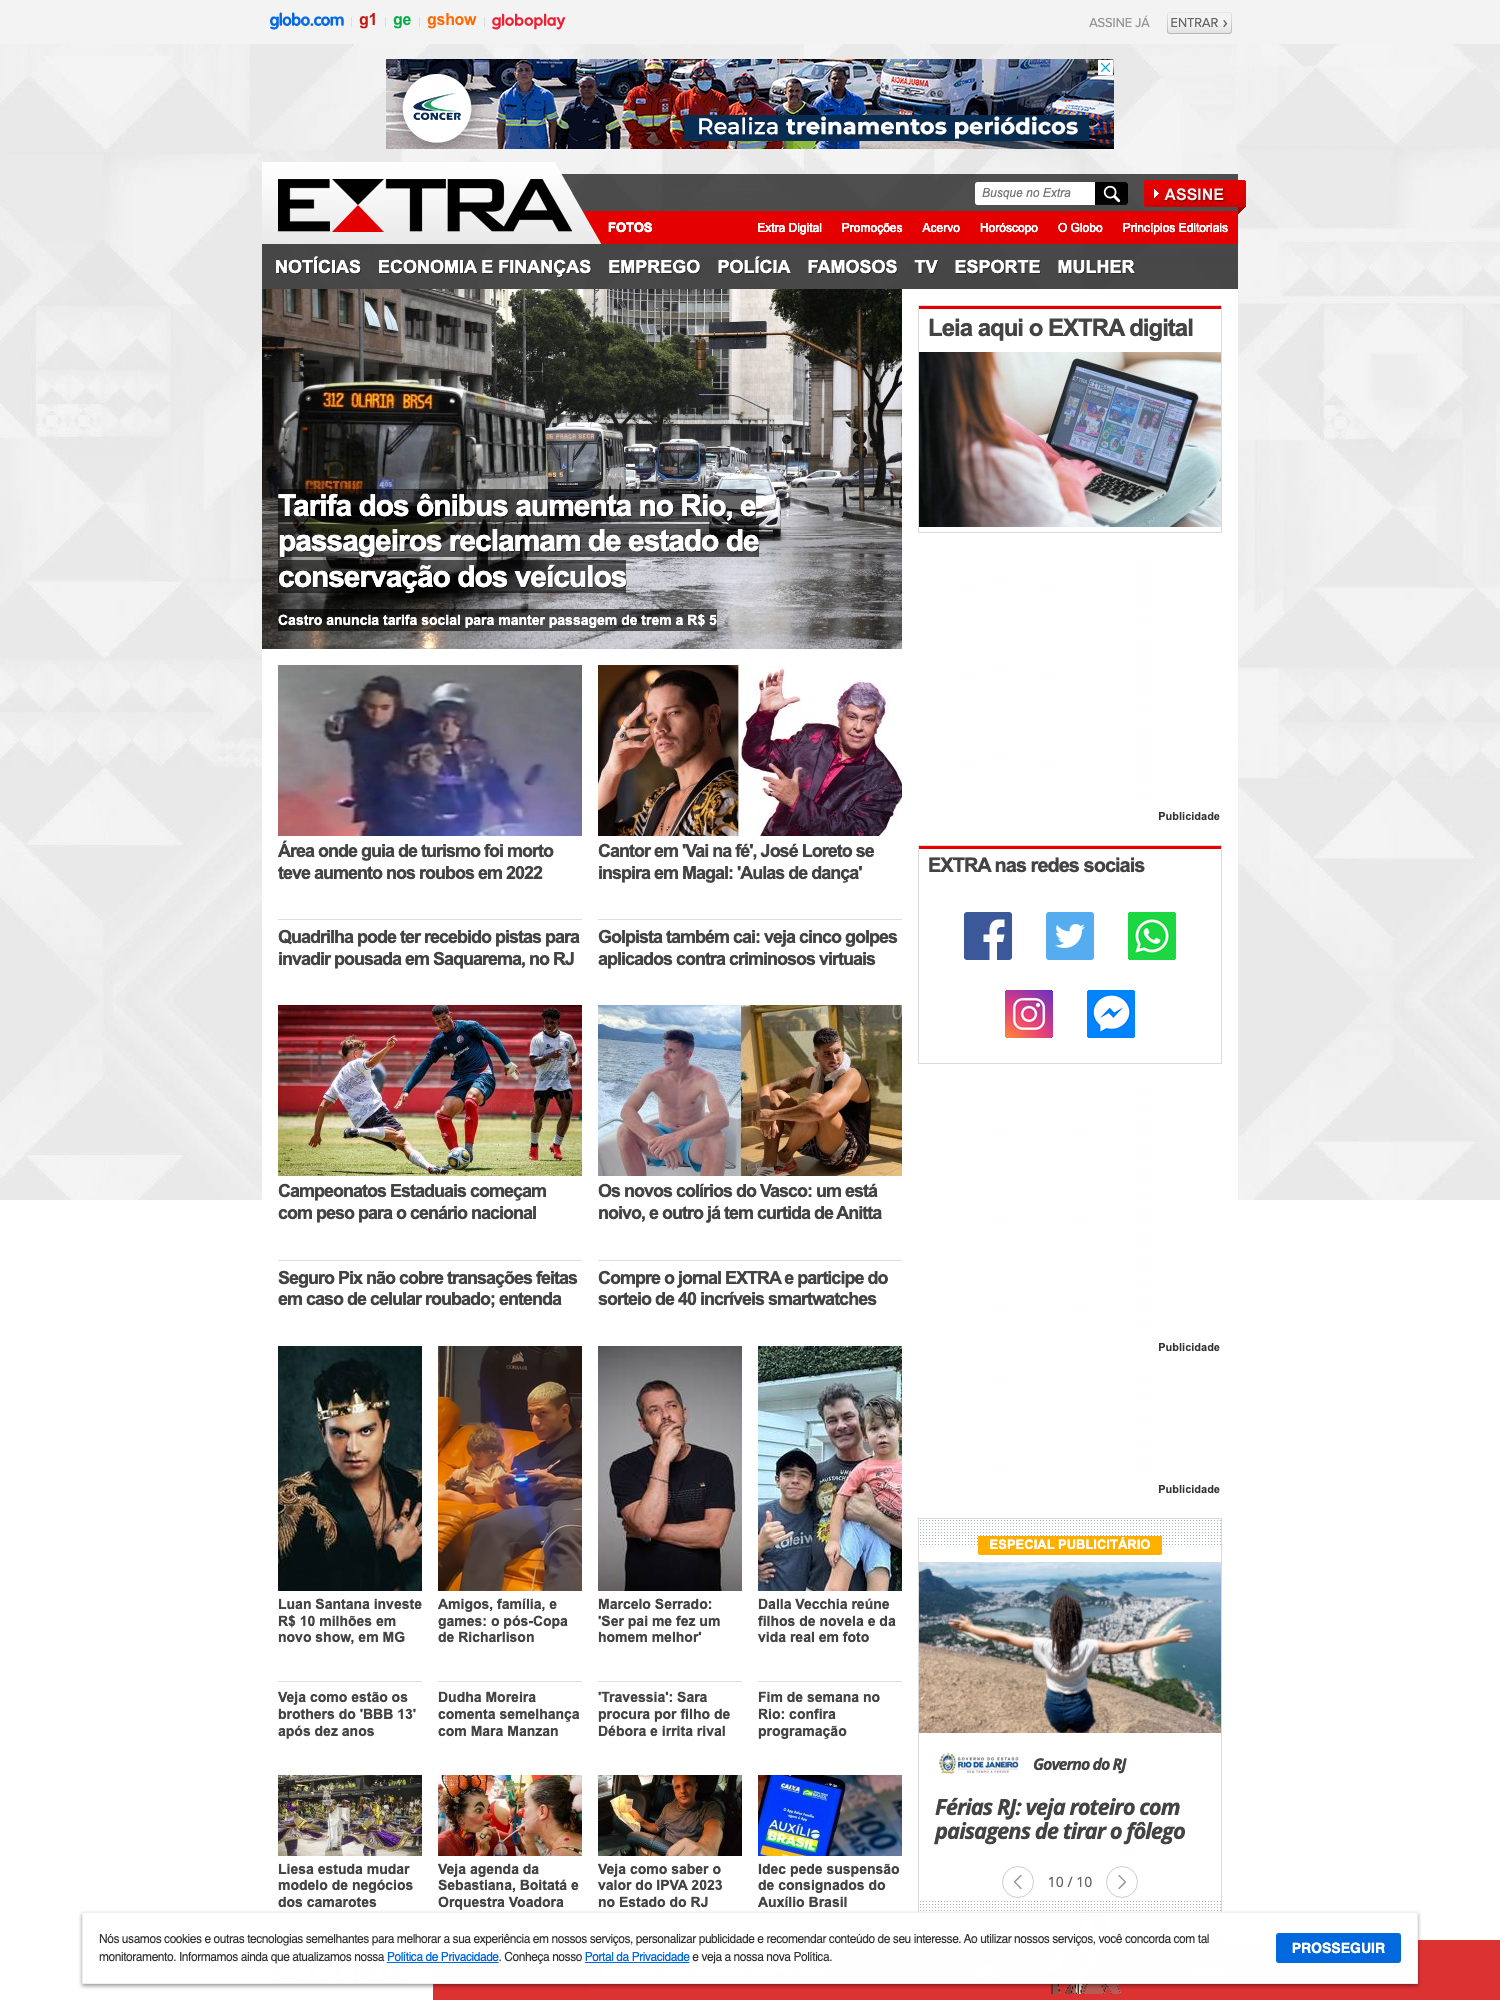 globo.com g1 ge gshow globoplay
ASSINE JÁ ENTRAR
CONCER
AMBULÂNCIA
Realiza treinamentos periódicos
EXTRA
Busque no Extra
ASSINE
FOTOS
Extra Digital Promoções Acervo Horóscopo O Globo Princípios Editoriais
NOTÍCIAS ECONOMIA E FINANÇAS EMPREGO POLÍCIA FAMOSOS TV ESPORTE MULHER
312 OLARIA BRS4
Tarifa dos ônibus aumenta no Rio, e
passageiros reclamam de estado de
conservação dos veículos
Castro anuncia tarifa social para manter passagem de trem a R$ 5
Leia aqui o EXTRA digital
Área onde guia de turismo foi morto
teve aumento nos roubos em 2022
Cantor em 'Vai na fé', José Loreto se
inspira em Magal: 'Aulas de dança'
Publicidade
EXTRA nas redes sociais
Quadrilha pode ter recebido pistas para
invadir pousada em Saquarema, no RJ
Golpista também cai: veja cinco golpes
aplicados contra criminosos virtuais
Campeonatos Estaduais começam
com peso para o cenário nacional
Os novos colírios do Vasco: um está
noivo, e outro já tem curtida de Anitta
Seguro Pix não cobre transações feitas
em caso de celular roubado; entenda
Compre o jornal EXTRA e participe do
sorteio de 40 incríveis smartwatches
Publicidade
Publicidade
Luan Santana investe
R$ 10 milhões em
novo show, em MG
Amigos, família, e
games: o pós-Copa
de Richarlison
Marcelo Serrado:
'Ser pai me fez um
homem melhor'
Dalla Vecchia reúne
filhos de novela e da
vida real em foto
Veja como estão os
brothers do 'BBB 13'
após dez anos
Dudha Moreira
comenta semelhança
com Mara Manzan
'Travessia': Sara
procura por filho de
Débora e irrita rival
Fim de semana no
Rio: confira
programação
ESPECIAL PUBLICITÁRIO
GOVERNO DO ESTADO
RIO DE JANEIRO
Governo do RJ
Férias RJ: veja roteiro com
paisagens de tirar o fôlego
10 / 10
CAIXA
AUXÍLIO
BRASIL
Liesa estuda mudar
modelo de negócios
dos camarotes
Veja agenda da
Sebastiana, Boitatá e
Orquestra Voadora
Veja como saber o
valor do IPVA 2023
no Estado do RJ
Idec pede suspensão
de consignados do
Auxílio Brasil
Nós usamos cookies e outras tecnologias semelhantes para melhorar a sua experiência em nossos serviços, personalizar publicidade e recomendar conteúdo de seu interesse. Ao utilizar nossos serviços, você concorda com tal
monitoramento. Informamos ainda que atualizamos nossa Política de Privacidade. Conheça nosso Portal da Privacidade e veja a nossa nova Política.
PROSSEGUIR